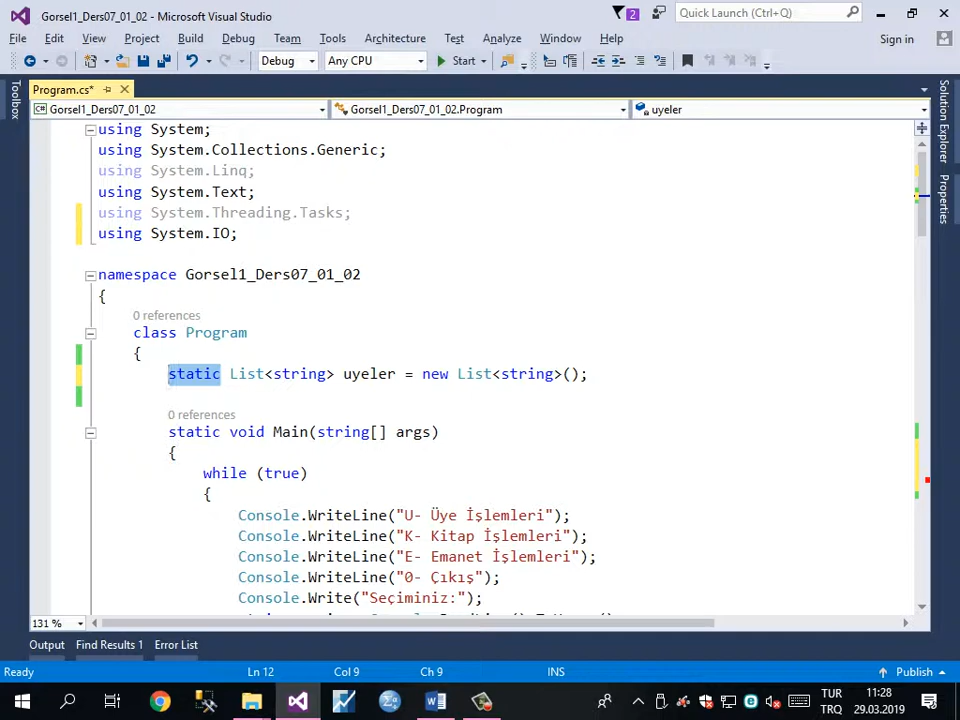 Gorsel1_Ders07_01_02 - Microsoft Visual Studio
2
Quick Launch (Ctrl+Q)
File Edit View Project Build Debug Team Tools Architecture Test Analyze Window Help
Sign in
Debug Any CPU Start
Toolbox
Program.cs*
Solution Explorer
Properties
C# Gorsel1_Ders07_01_02 Gorsel1_Ders07_01_02.Program uyeler
using System;
using System.Collections.Generic;
using System.Linq;
using System.Text;
using System.Threading.Tasks;
using System.IO;
namespace Gorsel1_Ders07_01_02
{
0 references
class Program
{
static List<string> uyeler = new List<string>();
0 references
static void Main(string[] args)
{
while (true)
{
Console.WriteLine("U- Üye İşlemleri");
Console.WriteLine("K- Kitap İşlemleri");
Console.WriteLine("E- Emanet İşlemleri");
Console.WriteLine("0- Çıkış");
Console.Write("Seçiminiz:");
131 %
Output Find Results 1 Error List
Ready Ln 12 Col 9 Ch 9 INS Publish
TUR 11:28
TRQ 29.03.2019